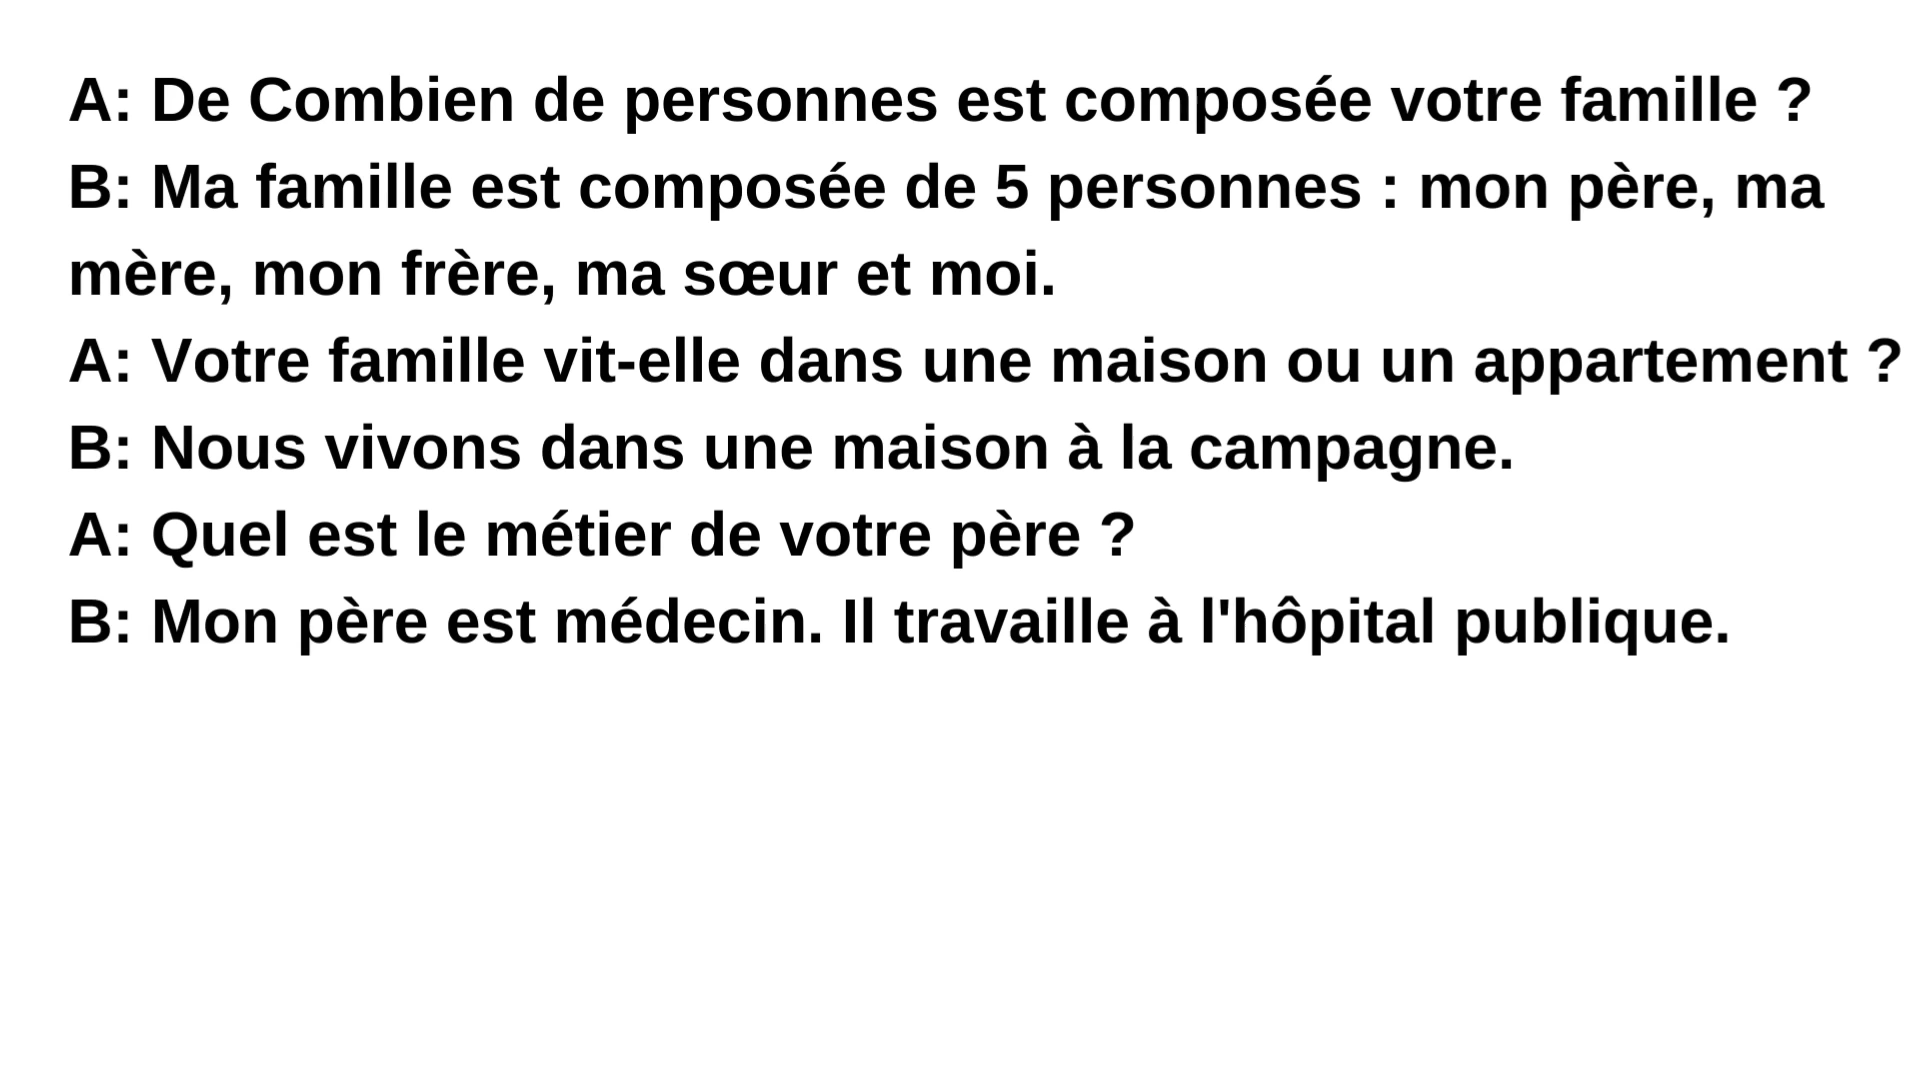 A: De Combien de personnes est composée votre famille ?
B: Ma famille est composée de 5 personnes : mon père, ma
mère, mon frère, ma sœur et moi.
A: Votre famille vit-elle dans une maison ou un appartement ?
B: Nous vivons dans une maison à la campagne.
A: Quel est le métier de votre père ?
B: Mon père est médecin. Il travaille à l'hôpital publique.